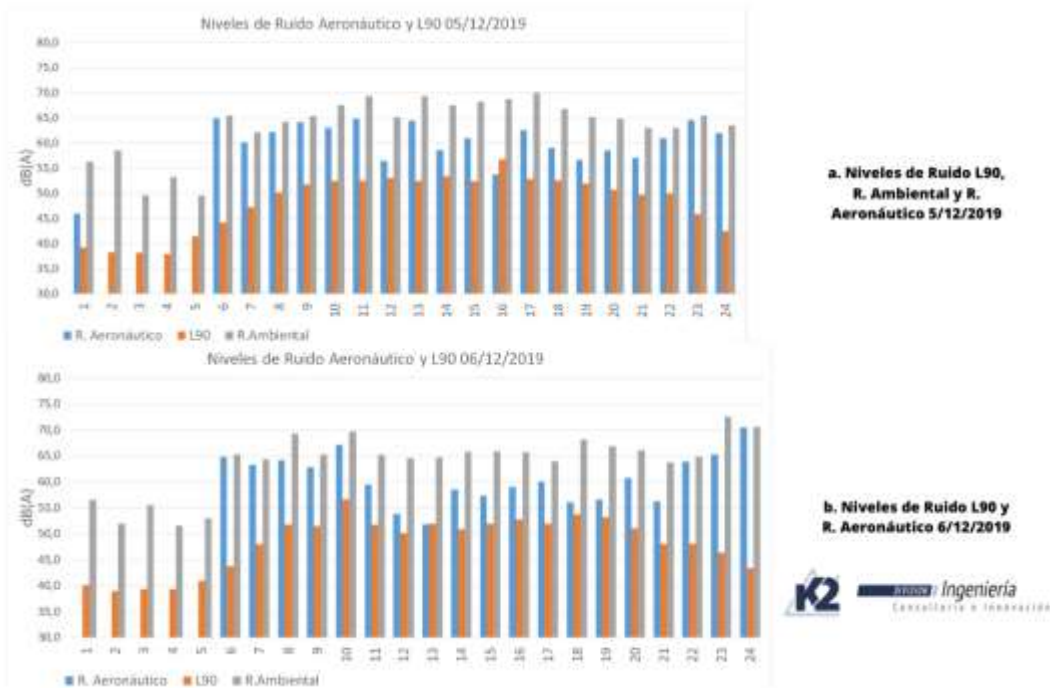 Niveles de Ruido Aeronáutico y L90 05/12/2019
80,0
75,0
70,0
65,0
60,0
55,0
50,0
45,0
40,0
35,0
30,0
dB(A)
1 2 3 4 5 6 7 8 9 10 11 12 13 14 15 16 17 18 19 20 21 22 23 24
R. Aeronáutico L90 R.Ambiental
a. Niveles de Ruido L90,
R. Ambiental y R.
Aeronáutico 5/12/2019
Niveles de Ruido Aeronáutico y L90 06/12/2019
80,0
75,0
70,0
65,0
60,0
55,0
50,0
45,0
40,0
35,0
30,0
dB(A)
1 2 3 4 5 6 7 8 9 10 11 12 13 14 15 16 17 18 19 20 21 22 23 24
R. Aeronáutico L90 R.Ambiental
b. Niveles de Ruido L90 y
R. Aeronáutico 6/12/2019
K2 Ingeniería
Consultoría e Innovación